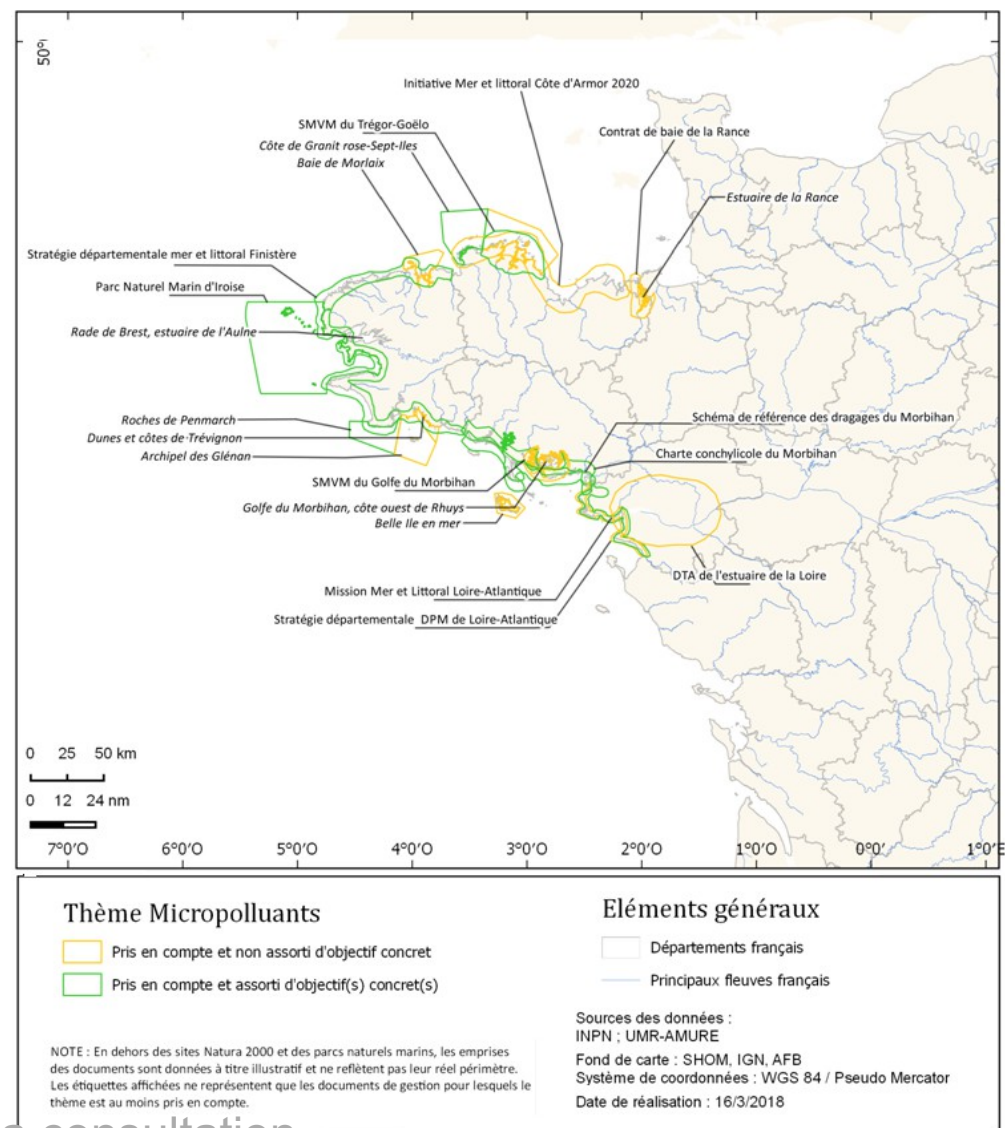 50°
Initiative Mer et littoral Côte d'Armor 2020
SMVM du Trégor-Goëlo
Contrat de baie de la Rance
Côte de Granit rose-Sept-Iles
Baie de Morlaix
Estuaire de la Rance
Stratégie départementale mer et littoral Finistère
Parc Naturel Marin d'Iroise
Rade de Brest, estuaire de l'Aulne
Roches de Penmarch
Schéma de référence des dragages du Morbihan
Dunes et côtes de Trévignon
Archipel des Glénan
Charte conchylicole du Morbihan
SMVM du Golfe du Morbihan
Golfe du Morbihan, côte ouest de Rhuys
Belle Ile en mer
DTA de l'estuaire de la Loire
Mission Mer et Littoral Loire-Atlantique
Stratégie départementale DPM de Loire-Atlantique
0 25 50 km
0 12 24 nm
7°0′ 6°0′ 5°0′ 4°0′ 3°0′ 2°0′ 1°0′ 0°0′ 1°0′E
Thème Micropolluants
Pris en compte et non assorti d'objectif concret
Pris en compte et assorti d'objectif(s) concret(s)
NOTE : En dehors des sites Natura 2000 et des parcs naturels marins, les emprises
des documents sont données à titre illustratif et ne reflètent pas leur réel périmètre.
Les étiquettes affichées ne représentent que les documents de gestion pour lesquels le
thème est au moins pris en compte.
Eléments généraux
Départements français
Principaux fleuves français
Sources des données :
INPN ; UMR-AMURE
Fond de carte : SHOM, IGN, AFB
Système de coordonnées : WGS 84 / Pseudo Mercator
Date de réalisation : 16/3/2018
consultation